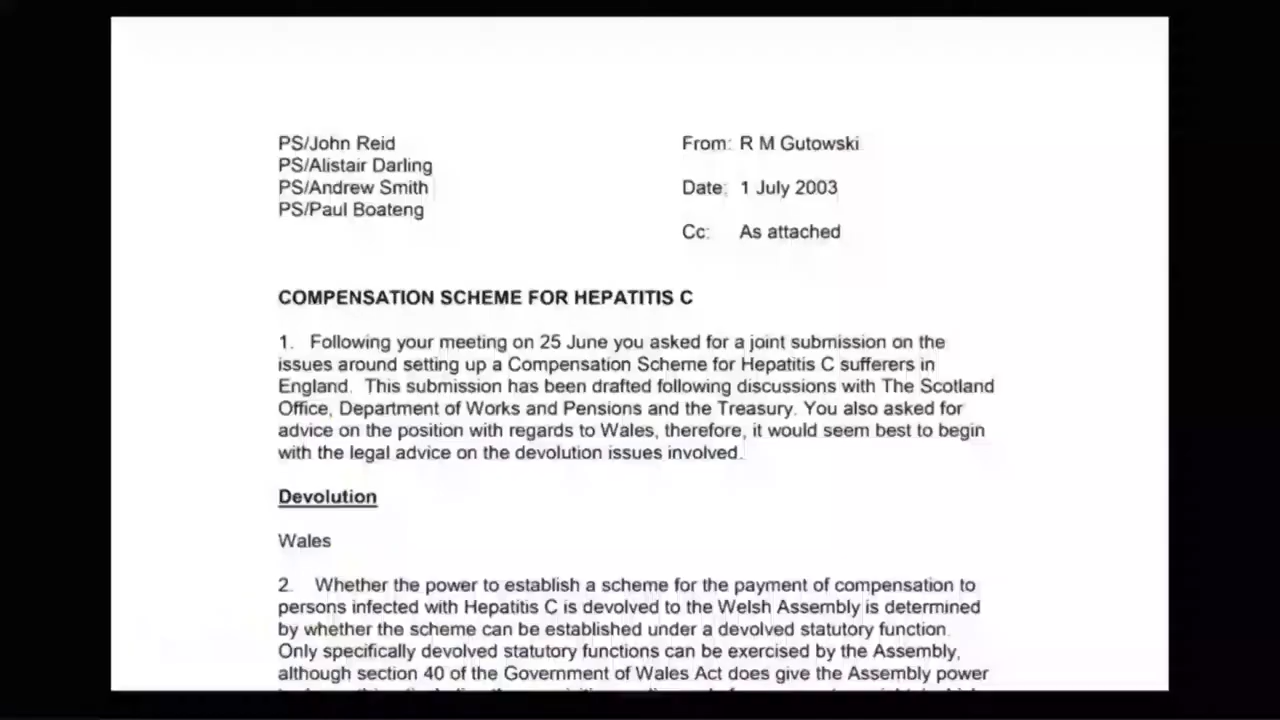 PS/John Reid
PS/Alistair Darling
PS/Andrew Smith
PS/Paul Boateng
From: R M Gutowski
Date: 1 July 2003
Cc: As attached
COMPENSATION SCHEME FOR HEPATITIS C
1. Following your meeting on 25 June you asked for a joint submission on the
issues around setting up a Compensation Scheme for Hepatitis C sufferers in
England. This submission has been drafted following discussions with The Scotland
Office, Department of Works and Pensions and the Treasury. You also asked for
advice on the position with regards to Wales, therefore, it would seem best to begin
with the legal advice on the devolution issues involved.
Devolution
Wales
2. Whether the power to establish a scheme for the payment of compensation to
persons infected with Hepatitis C is devolved to the Welsh Assembly is determined
by whether the scheme can be established under a devolved statutory function.
Only specifically devolved statutory functions can be exercised by the Assembly,
although section 40 of the Government of Wales Act does give the Assembly power